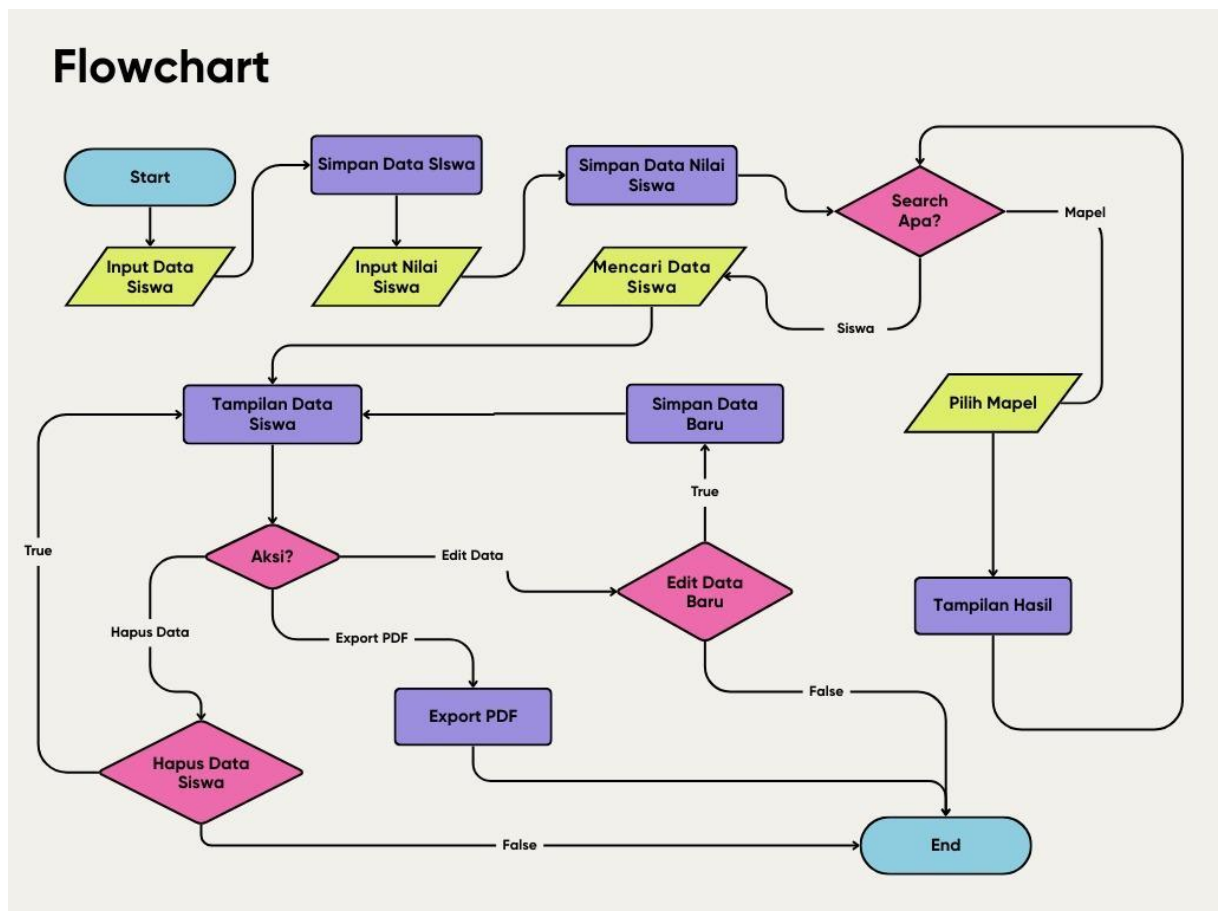 Flowchart
Start
Simpan Data SIswa
Simpan Data Nilai
Siswa
Search
Apa?
Mapel
Input Data
Siswa
Input Nilai
Siswa
Mencari Data
Siswa
Siswa
Tampilan Data
Siswa
Simpan Data
Baru
Pilih Mapel
True
True
Aksi?
Edit Data
Edit Data
Baru
Tampilan Hasil
Hapus Data
Export PDF
False
Export PDF
Hapus Data
Siswa
False
End